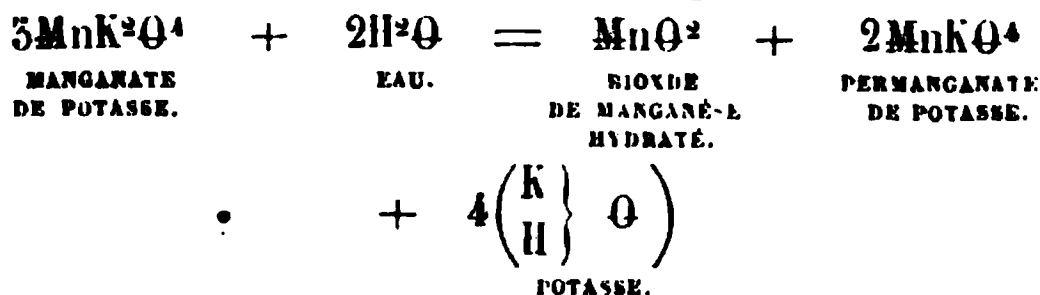 3MnK²O⁴ + 2H²O = MnO² + 2MnKO⁴
MANGANATE DE POTASSE. EAU. BIOXIDE DE MANGANÈSE HYDRATÉ. PERMANGANATE DE POTASSE.
+ 4(K H} O)
POTASSE.